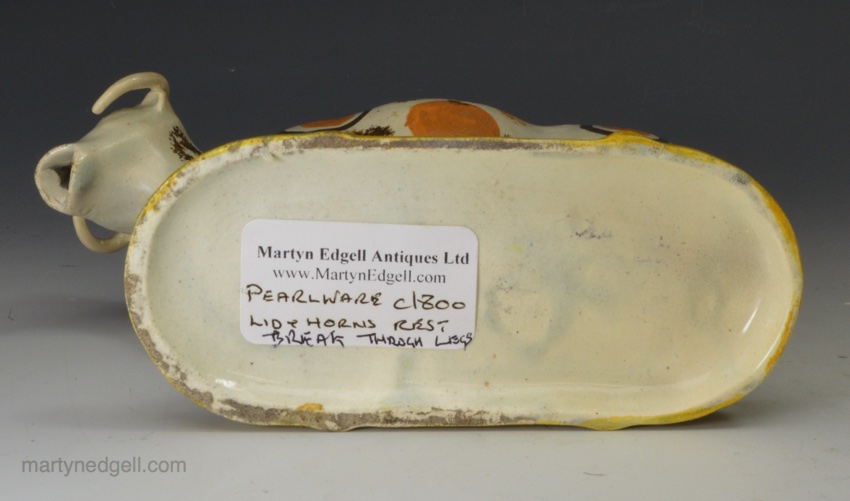 Martyn Edgell Antiques Ltd
www.MartynEdgell.com
PEARLWARE C1800
LID & HORNS REST.
BREAK THROUGH LEGS
martynedgell.com